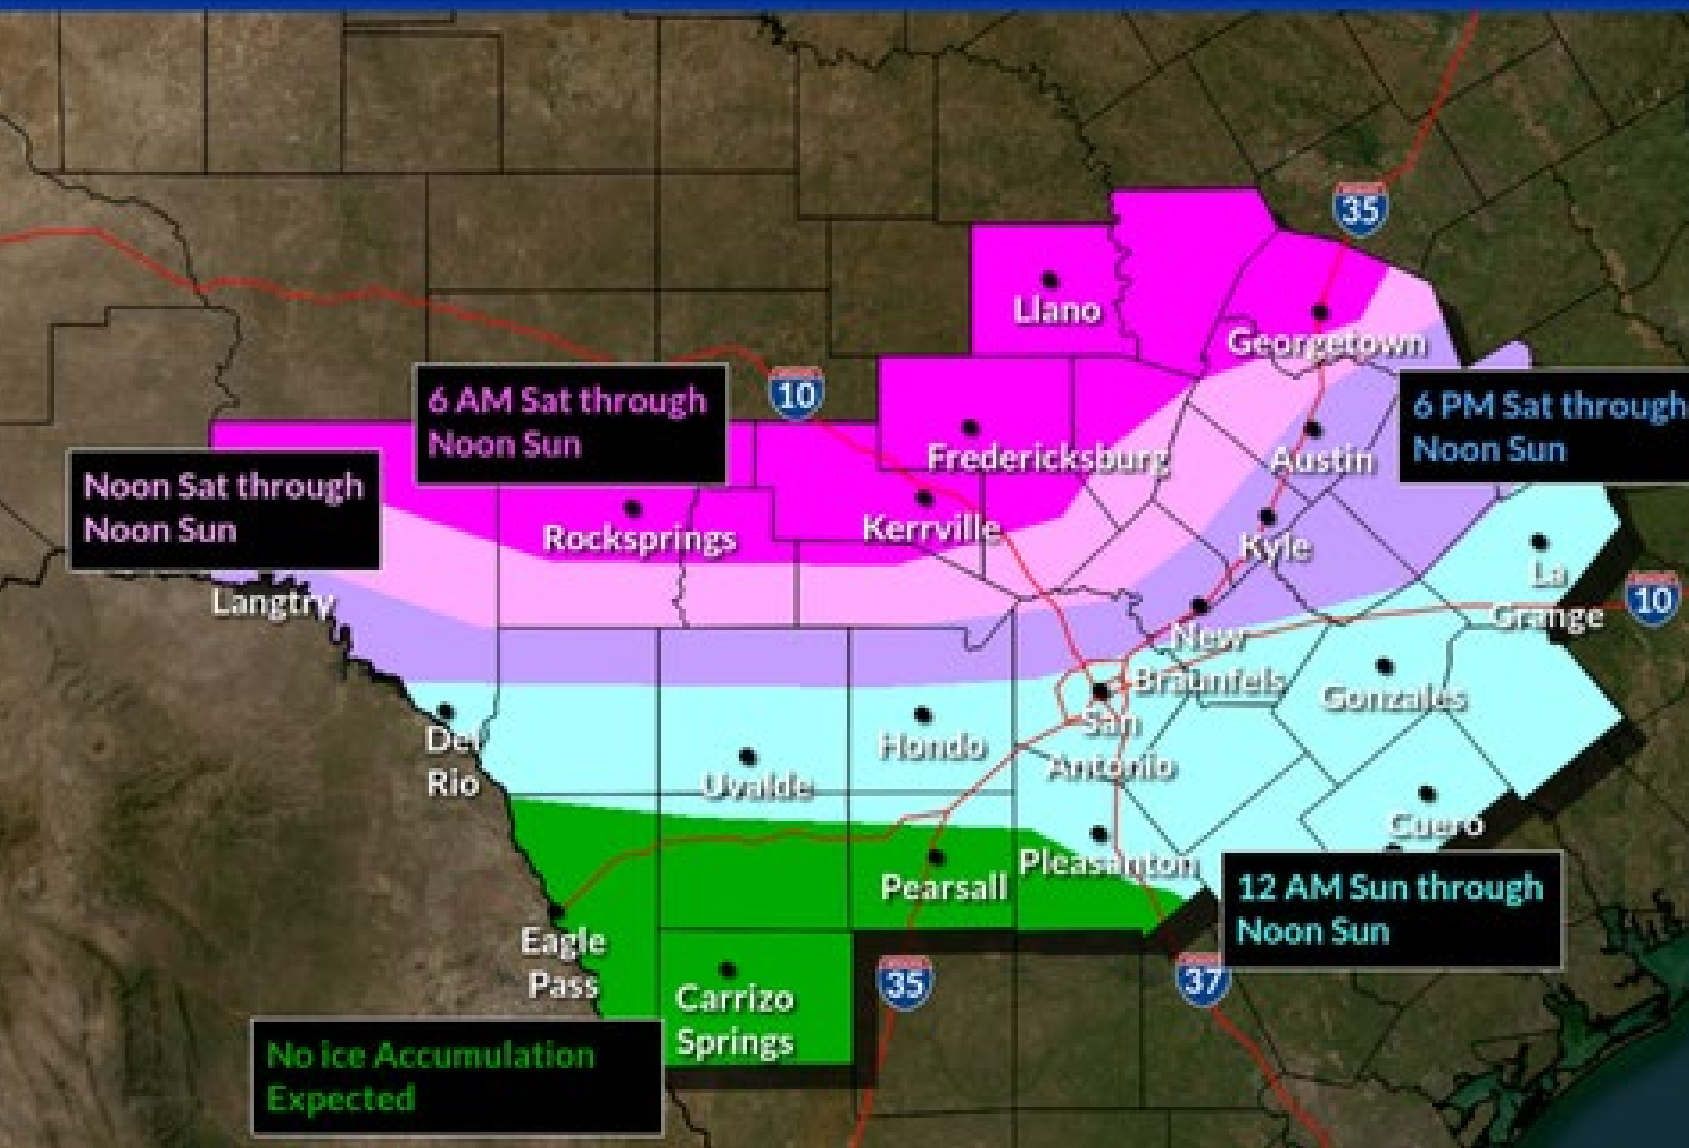 35
Llano
Georgetown
6 AM Sat through
Noon Sun
10
6 PM Sat through
Noon Sun
Fredericksburg
Austin
Noon Sat through
Noon Sun
Rocksprings
Kerrville
Kyle
La
Grange
10
Langtry
New
Braunfels
Gonzales
San
Antonio
Del
Rio
Hondo
Uvalde
Cuero
Pleasanton
Pearsall
12 AM Sun through
Noon Sun
Eagle
Pass
35
37
Carrizo
Springs
No ice Accumulation
Expected